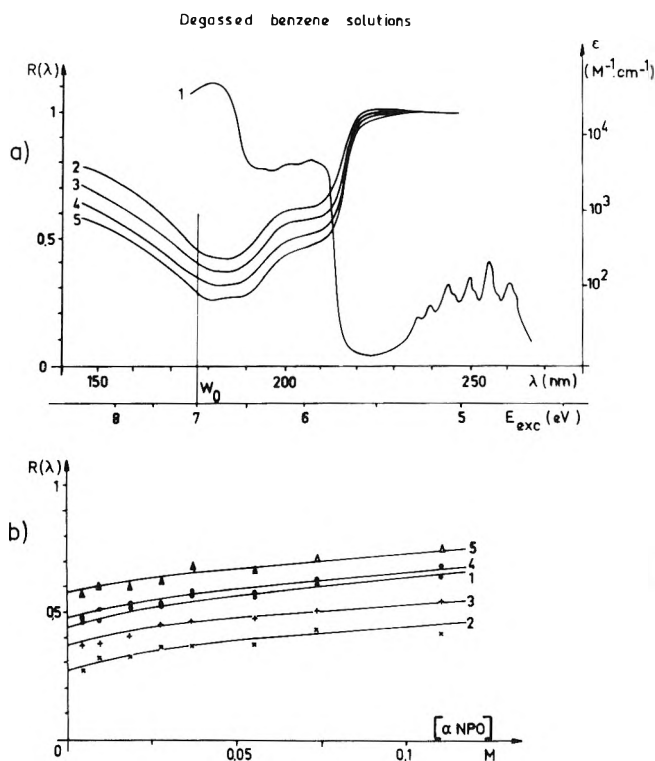 Degassed benzene solutions
a)
R(λ)
ε
(M⁻¹.cm⁻¹)
1
1
10⁴
2
3
4
5
0.5
10³
10²
0
150
W₀
200
250
λ (nm)
8
7
6
5
E exc (eV)
b)
R(λ)
1
5
4
1
0.5
3
2
[α NPO]
0
0.05
0.1
M